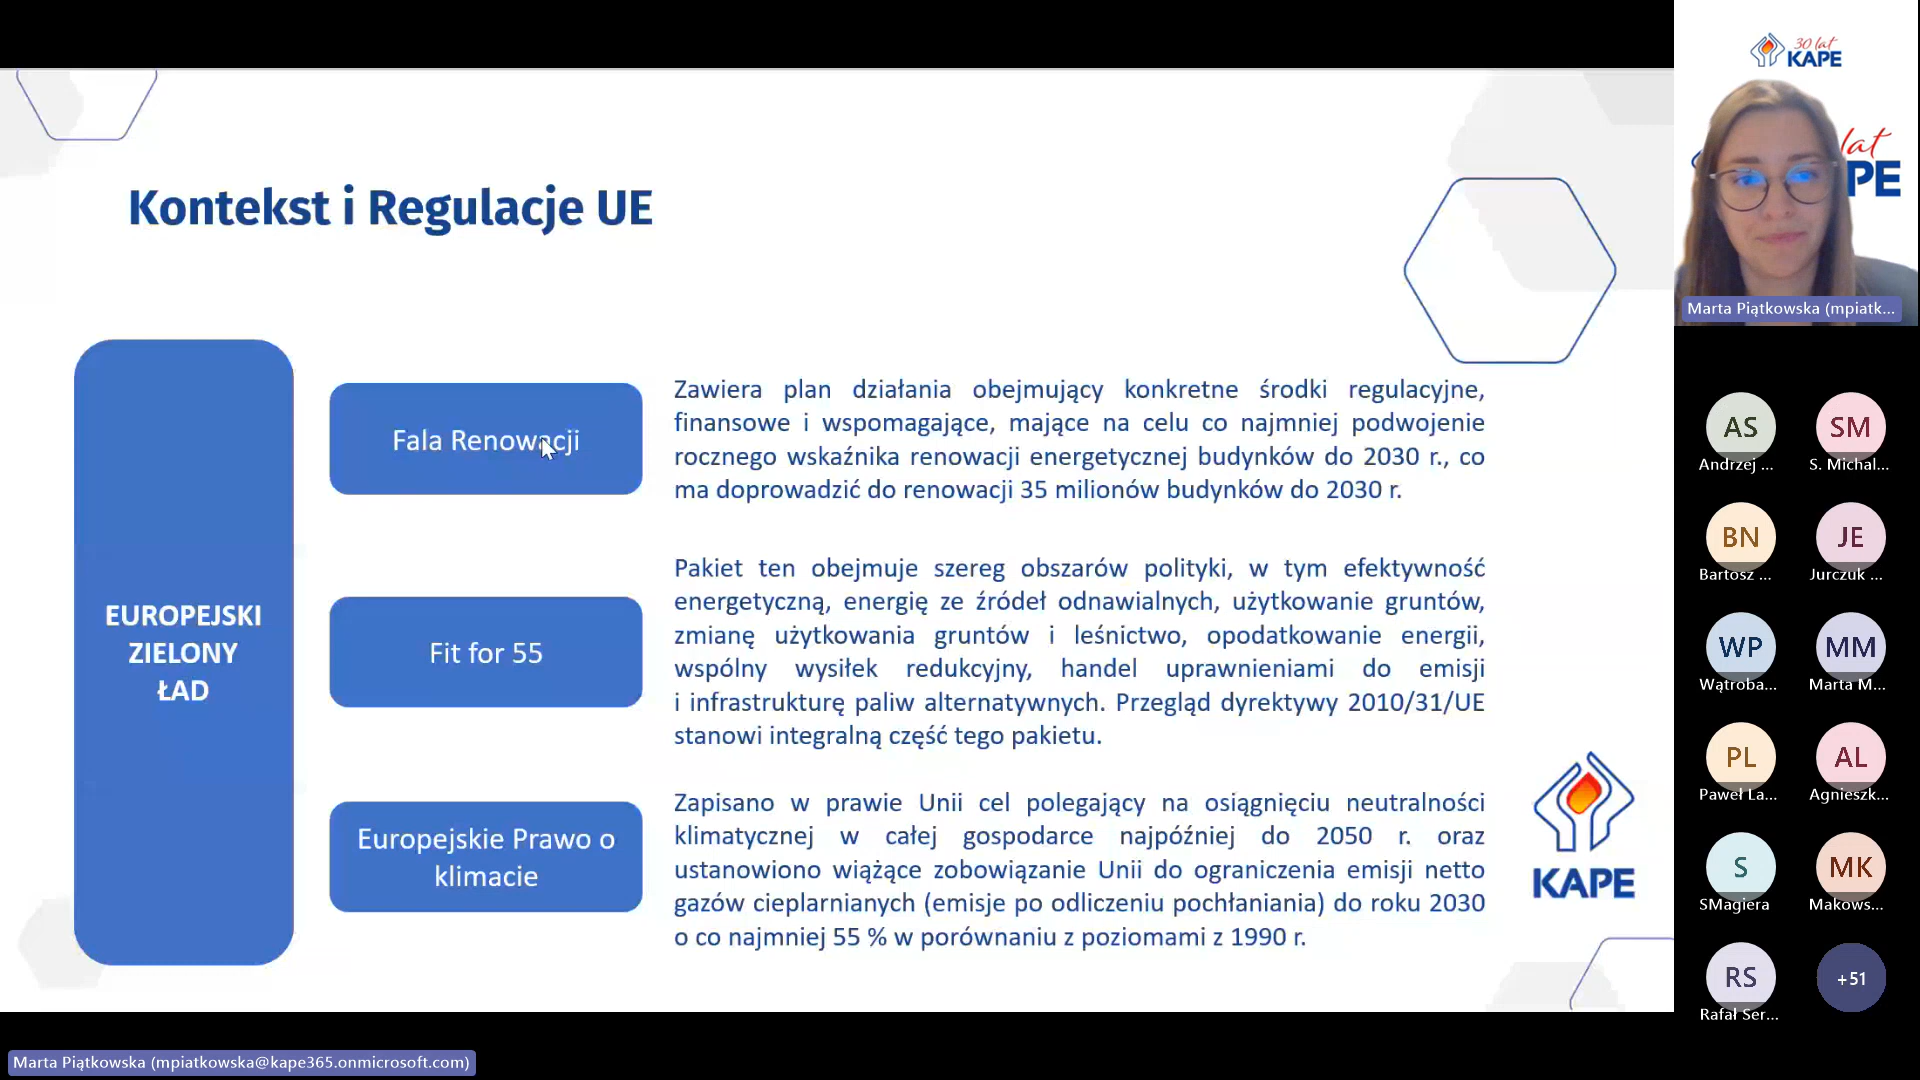 Kontekst i Regulacje UE
EUROPEJSKI
ZIELONY
ŁAD
Fala Renowacji
Zawiera plan działania obejmujący konkretne środki regulacyjne,
finansowe i wspomagające, mające na celu co najmniej podwojenie
rocznego wskaźnika renowacji energetycznej budynków do 2030 r., co
ma doprowadzić do renowacji 35 milionów budynków do 2030 r.
Fit for 55
Pakiet ten obejmuje szereg obszarów polityki, w tym efektywność
energetyczną, energię ze źródeł odnawialnych, użytkowanie gruntów,
zmianę użytkowania gruntów i leśnictwo, opodatkowanie energii,
wspólny wysiłek redukcyjny, handel uprawnieniami do emisji
i infrastrukturę paliw alternatywnych. Przegląd dyrektywy 2010/31/UE
stanowi integralną część tego pakietu.
Europejskie Prawo o
klimacie
Zapisano w prawie Unii cel polegający na osiągnięciu neutralności
klimatycznej w całej gospodarce najpóźniej do 2050 r. oraz
ustanowiono wiążące zobowiązanie Unii do ograniczenia emisji netto
gazów cieplarnianych (emisje po odliczeniu pochłaniania) do roku 2030
o co najmniej 55 % w porównaniu z poziomami z 1990 r.
KAPE
30 lat
KAPE
lat
PE
Marta Piątkowska (mpiatk...
AS
SM
Andrzej ...
S. Michal...
BN
JE
Bartosz ...
Jurczuk ...
WP
MM
Wątroba...
Marta M...
PL
AL
Paweł La...
Agnieszk...
S
MK
SMagiera
Makows...
RS
+51
Rafał Ser...
Marta Piątkowska (mpiatkowska@kape365.onmicrosoft.com)